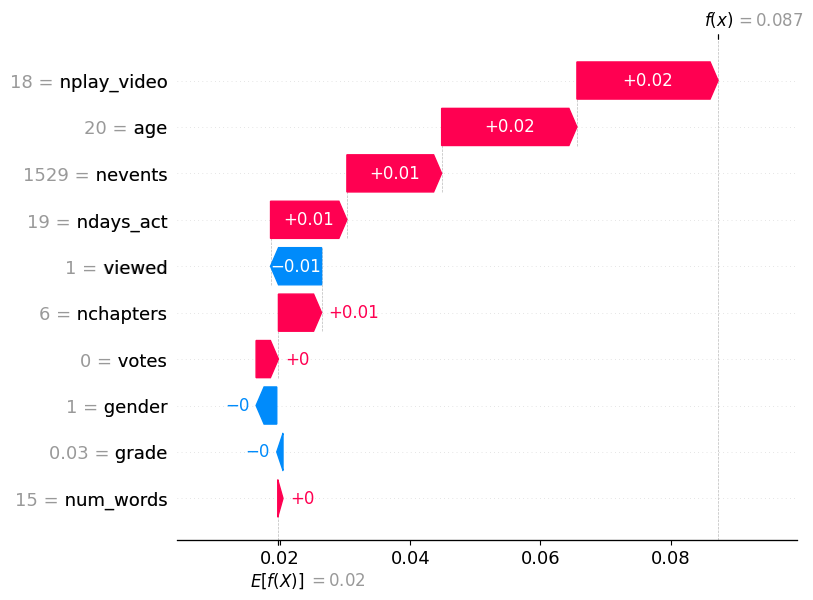 f(x) = 0.087
18 = nplay_video
+0.02
20 = age
+0.02
1529 = nevents
+0.01
19 = ndays_act
+0.01
1 = viewed
−0.01
6 = nchapters
+0.01
0 = votes
+0
1 = gender
−0
0.03 = grade
−0
15 = num_words
+0
0.02 0.04 0.06 0.08
E[f(X)] = 0.02